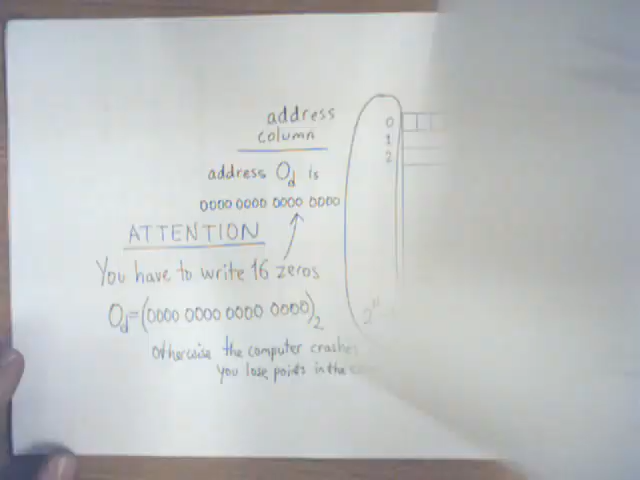 address
column
address 0d is
0000 0000 0000 0000
ATTENTION
You have to write 16 zeros
0d=(0000 0000 0000 0000)2
otherwise the computer crashes
you lose points in the
0
1
2